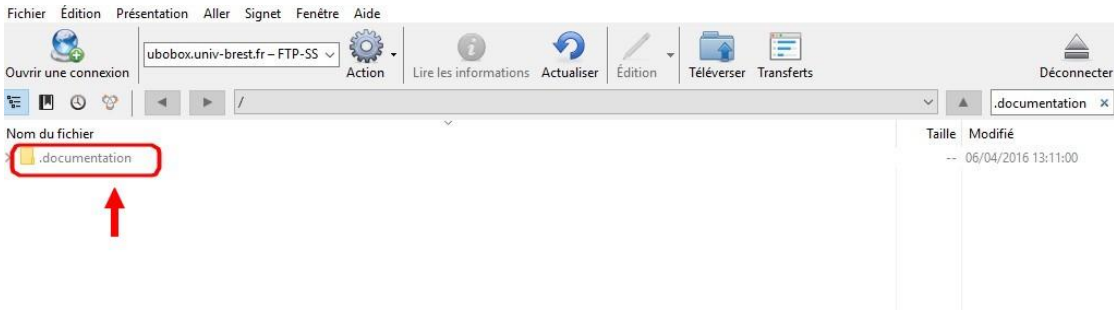 Fichier Édition Présentation Aller Signet Fenêtre Aide
ubobox.univ-brest.fr – FTP-SS
Ouvrir une connexion Action Lire les informations Actualiser Édition Téléverser Transferts Déconnecter
/ .documentation ×
Nom du fichier Taille Modifié
.documentation -- 06/04/2016 13:11:00